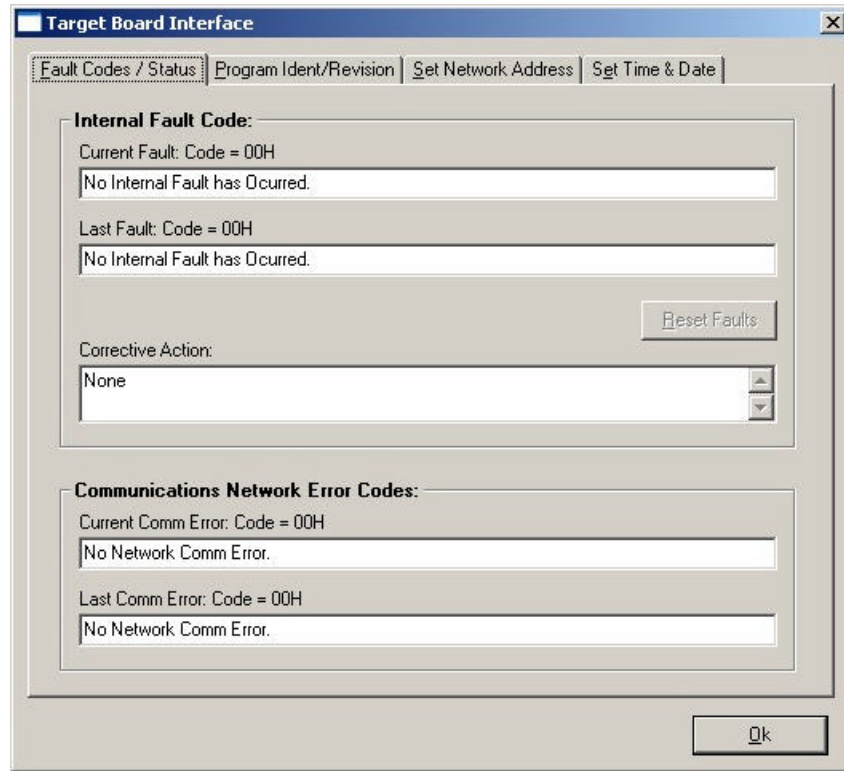 Target Board Interface
Fault Codes / Status Program Ident/Revision Set Network Address Set Time & Date
Internal Fault Code:
Current Fault: Code = 00H
No Internal Fault has Ocurred.
Last Fault: Code = 00H
No Internal Fault has Ocurred.
Reset Faults
Corrective Action:
None
Communications Network Error Codes:
Current Comm Error: Code = 00H
No Network Comm Error.
Last Comm Error: Code = 00H
No Network Comm Error.
Ok